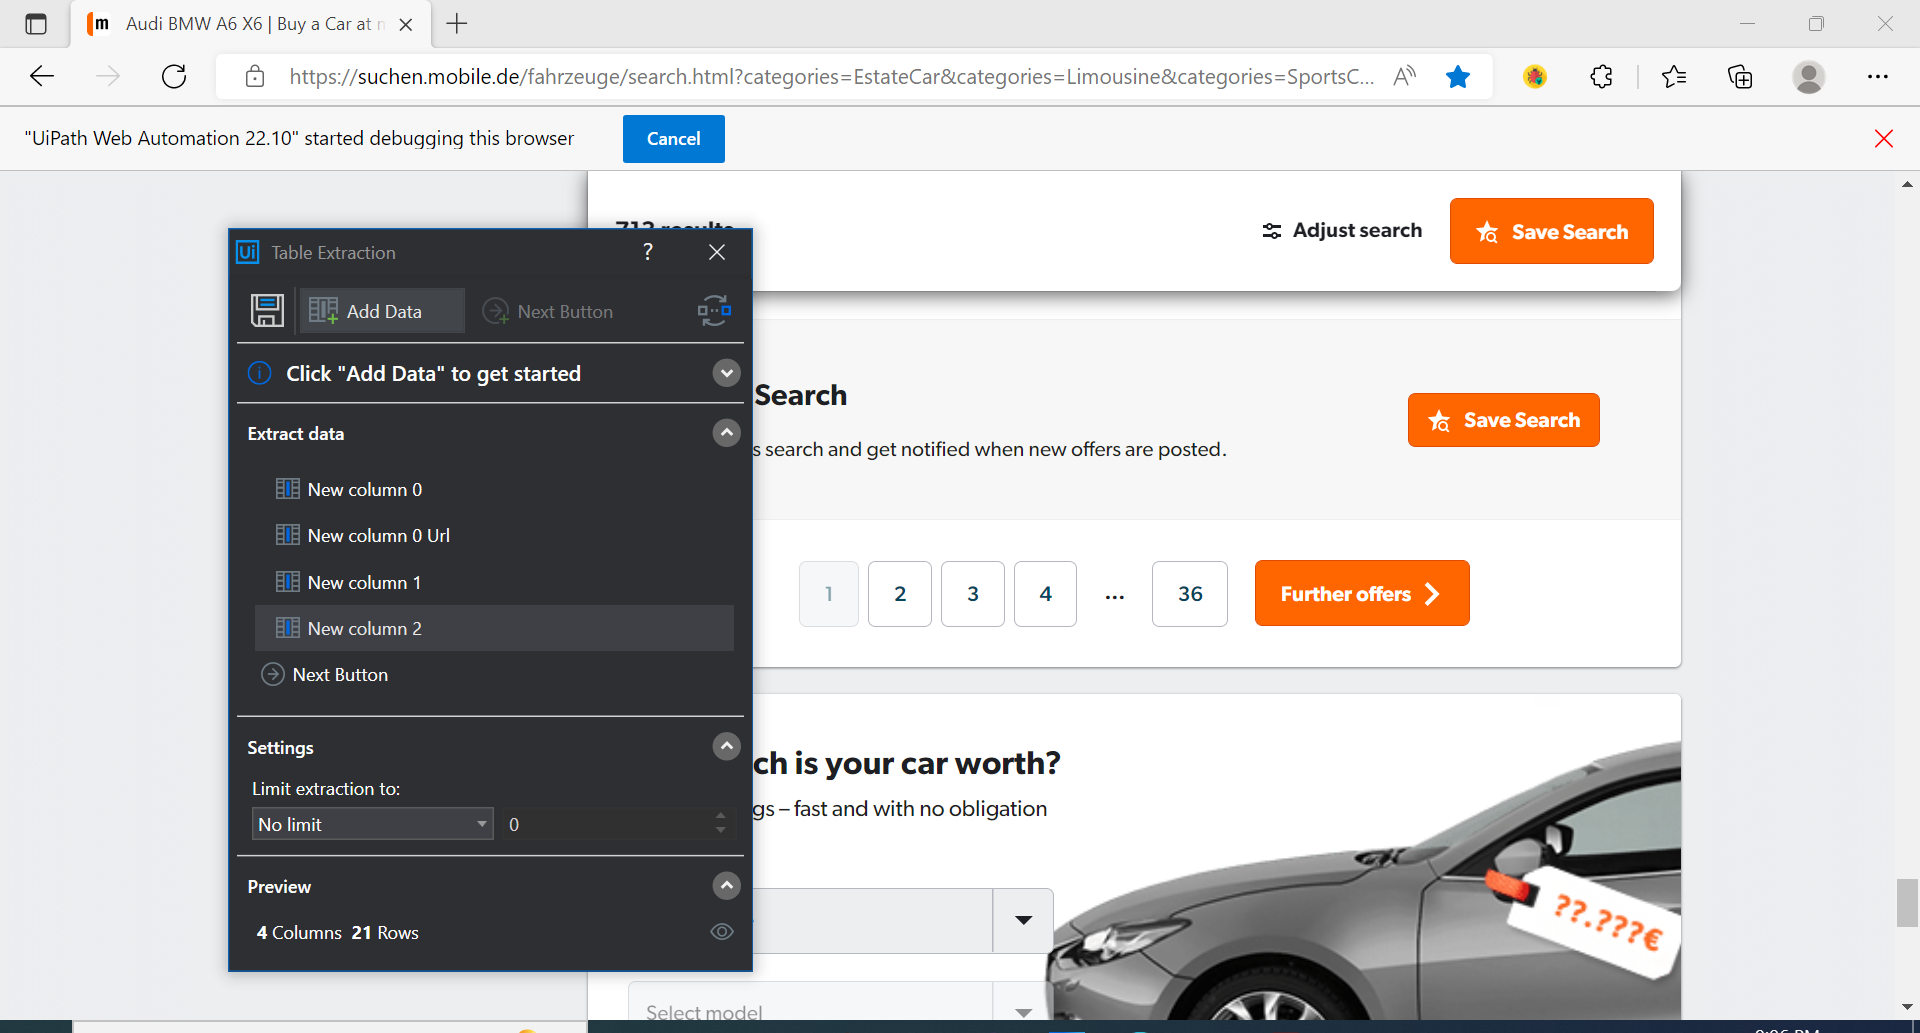 Audi BMW A6 X6 | Buy a Car at
https://suchen.mobile.de/fahrzeuge/search.html?categories=EstateCar&categories=Limousine&categories=SportsC...
"UiPath Web Automation 22.10" started debugging this browser
Cancel
712 results
Adjust search
Save Search
Ui Table Extraction
?
Add Data
Next Button
Click "Add Data" to get started
Extract data
New column 0
New column 0 Url
New column 1
New column 2
Next Button
Settings
Limit extraction to:
No limit
0
Preview
4 Columns 21 Rows
Search
s search and get notified when new offers are posted.
Save Search
1 2 3 4 ... 36
Further offers
ch is your car worth?
gs – fast and with no obligation
??.???€
Select model